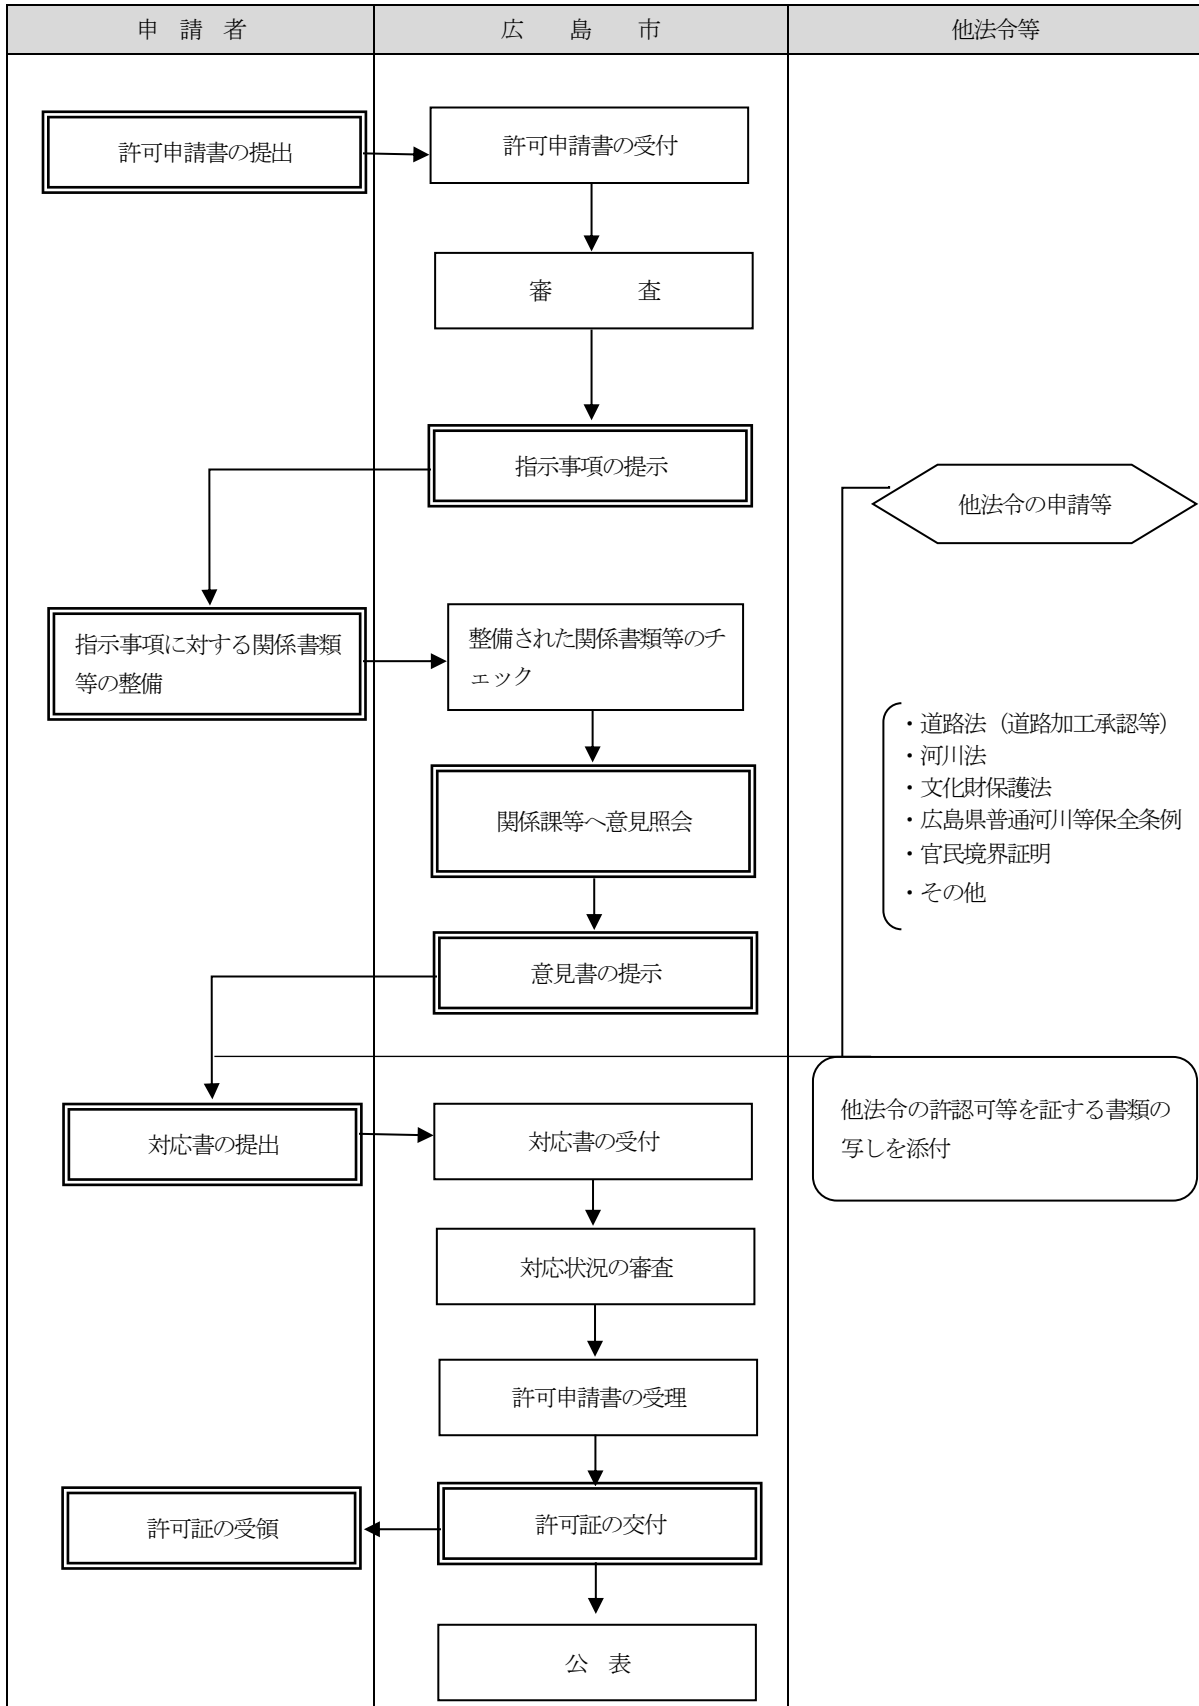 申 請 者
広 島 市
他法令等
許可申請書の提出
許可申請書の受付
審 査
指示事項の提示
他法令の申請等
指示事項に対する関係書類
等の整備
整備された関係書類等のチ
ェック
・道路法（道路加工承認等）
・河川法
・文化財保護法
・広島県普通河川等保全条例
・官民境界証明
・その他
関係課等へ意見照会
意見書の提示
対応書の提出
対応書の受付
他法令の許認可等を証する書類の
写しを添付
対応状況の審査
許可申請書の受理
許可証の受領
許可証の交付
公 表